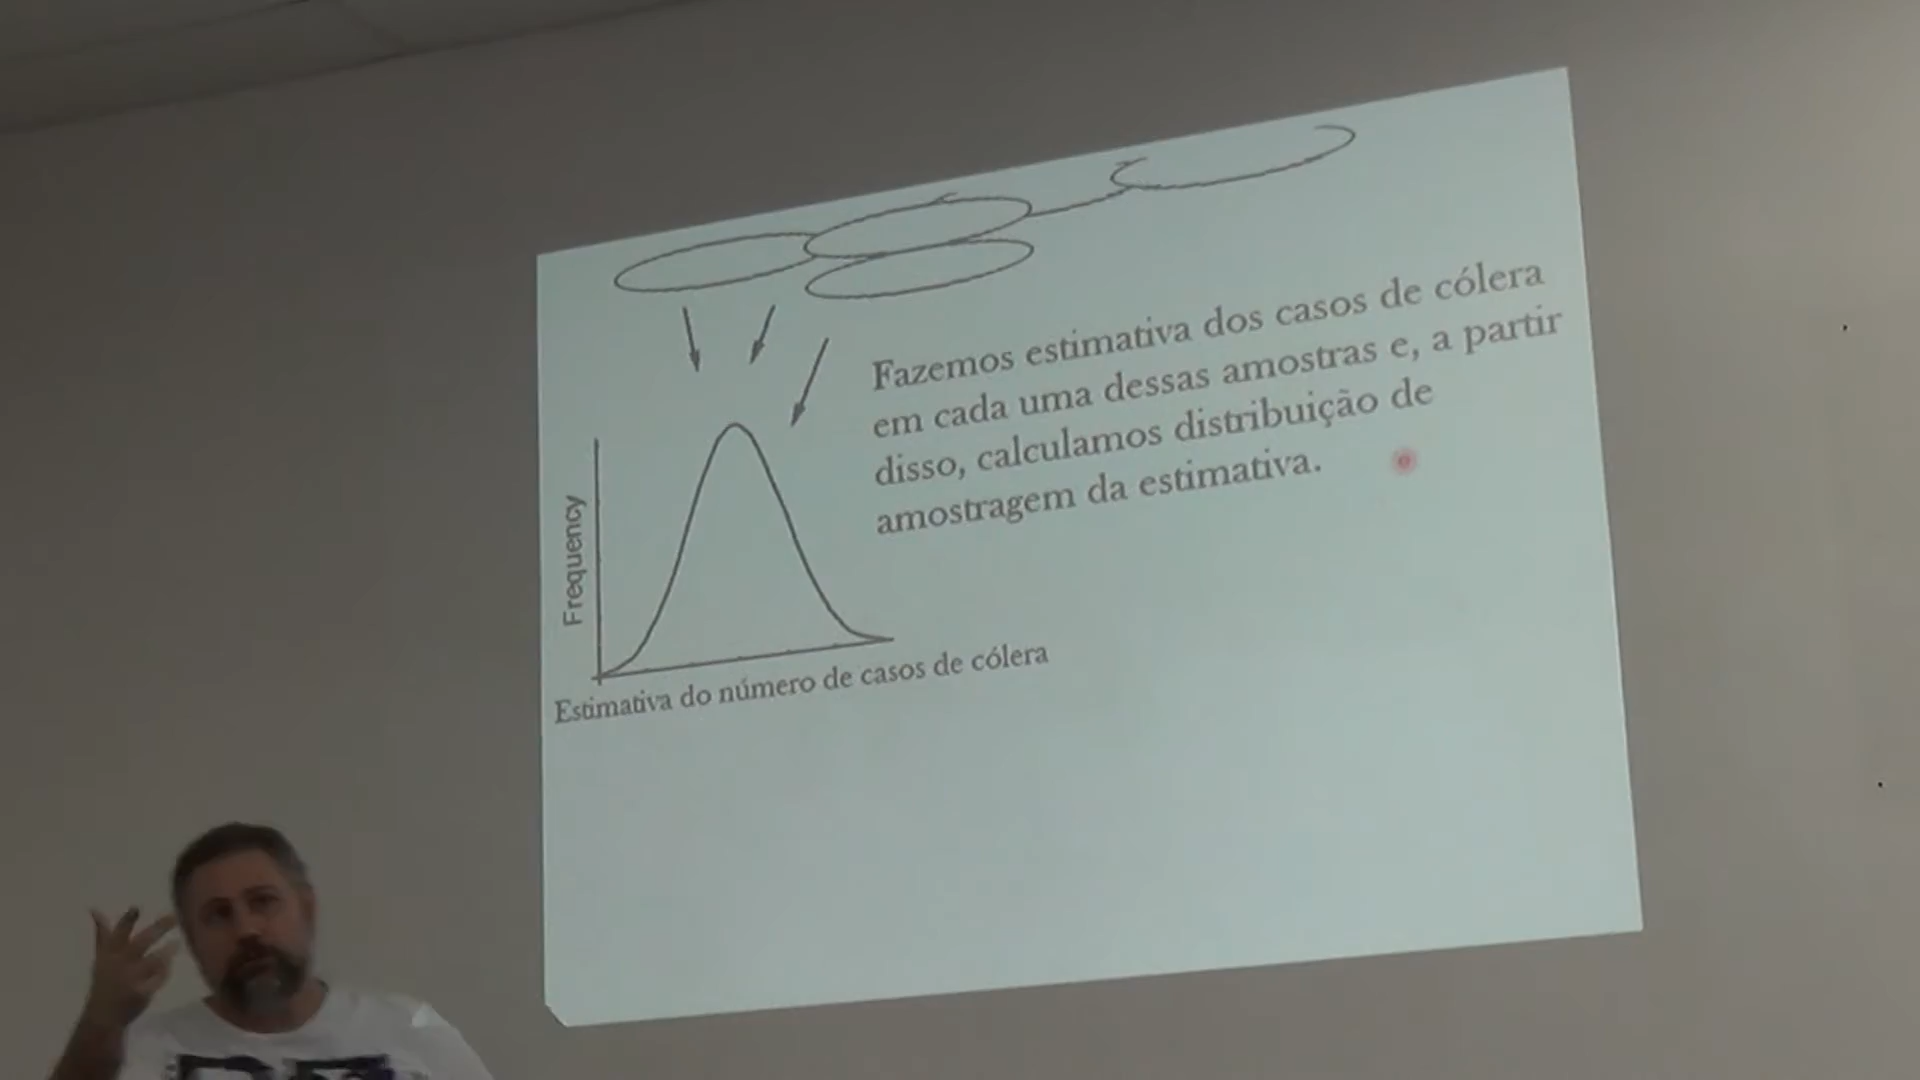 Fazemos estimativa dos casos de cólera
em cada uma dessas amostras e, a partir
disso, calculamos distribuição de
amostragem da estimativa.
Frequency
Estimativa do número de casos de cólera